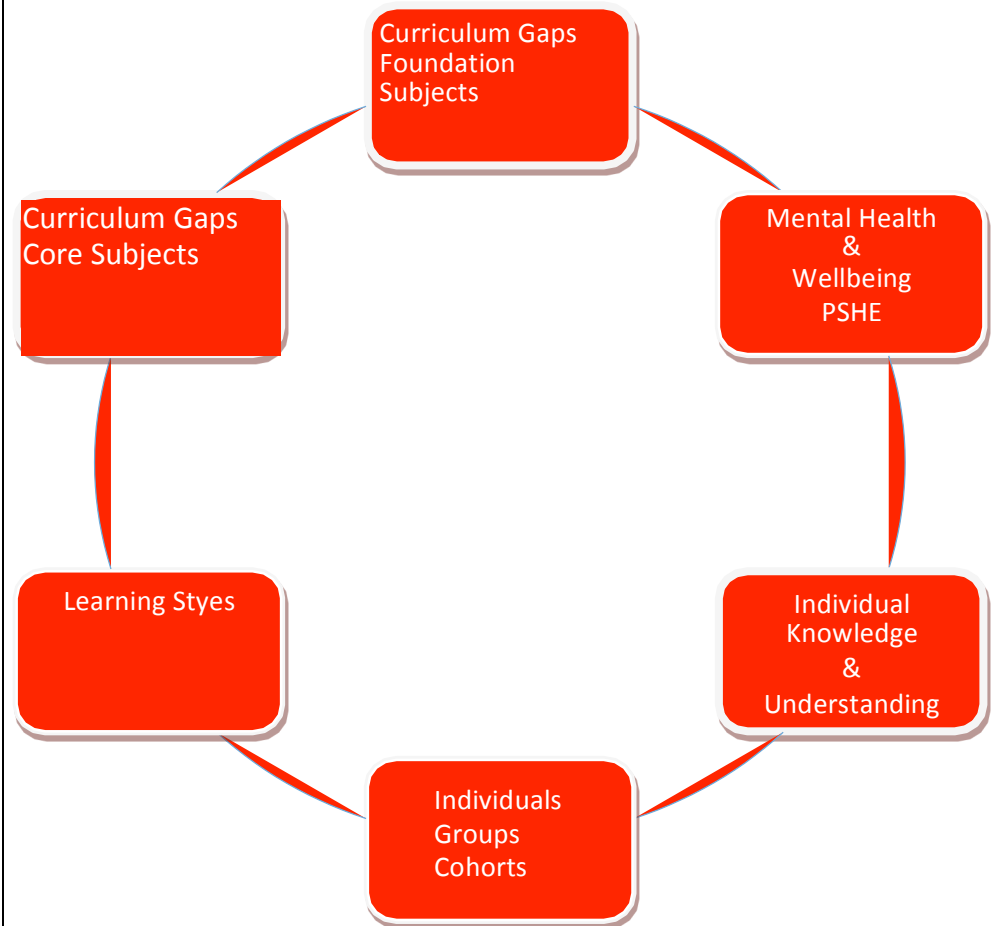 Curriculum Gaps
Foundation
Subjects
Curriculum Gaps
Core Subjects
Mental Health
&
Wellbeing
PSHE
Learning Styes
Individual
Knowledge
&
Understanding
Individuals
Groups
Cohorts